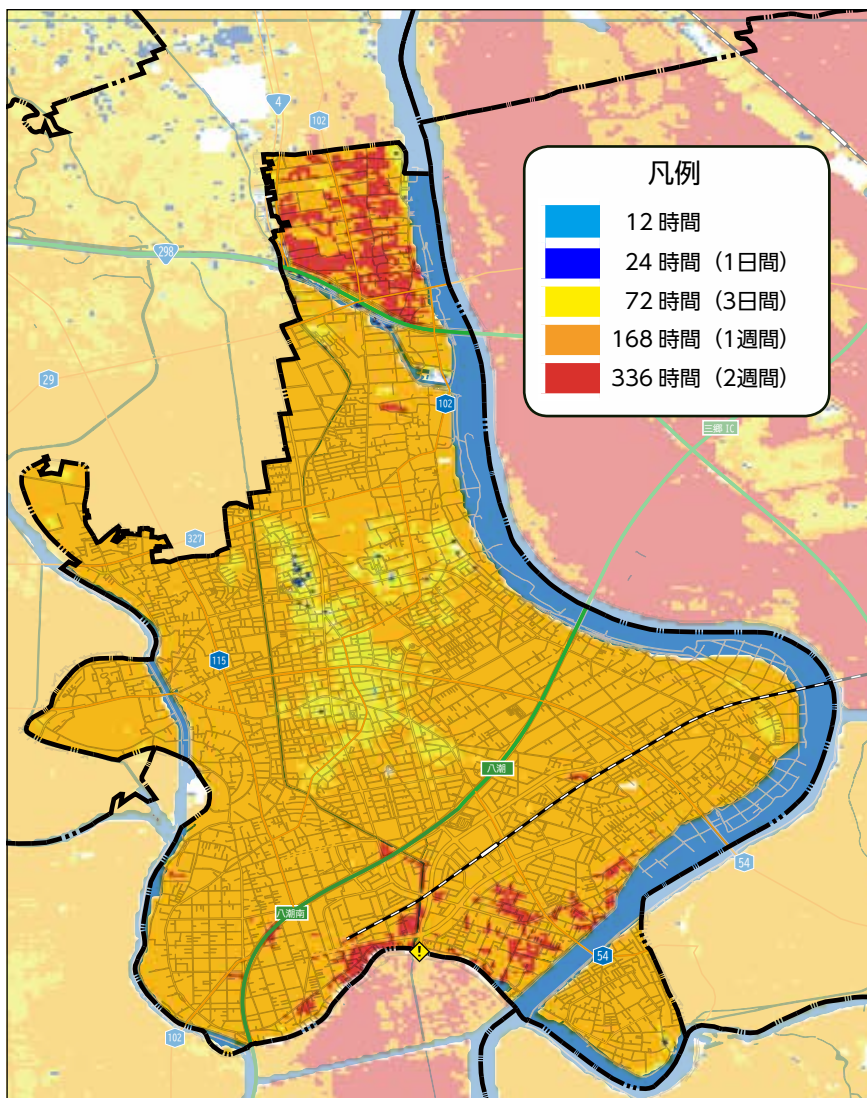 4
102
凡例
12 時間
24 時間（1日間）
72 時間（3日間）
168 時間（1週間）
336 時間（2週間）
298
29
102
三郷 IC
327
115
八潮
54
八潮南
!
54
102